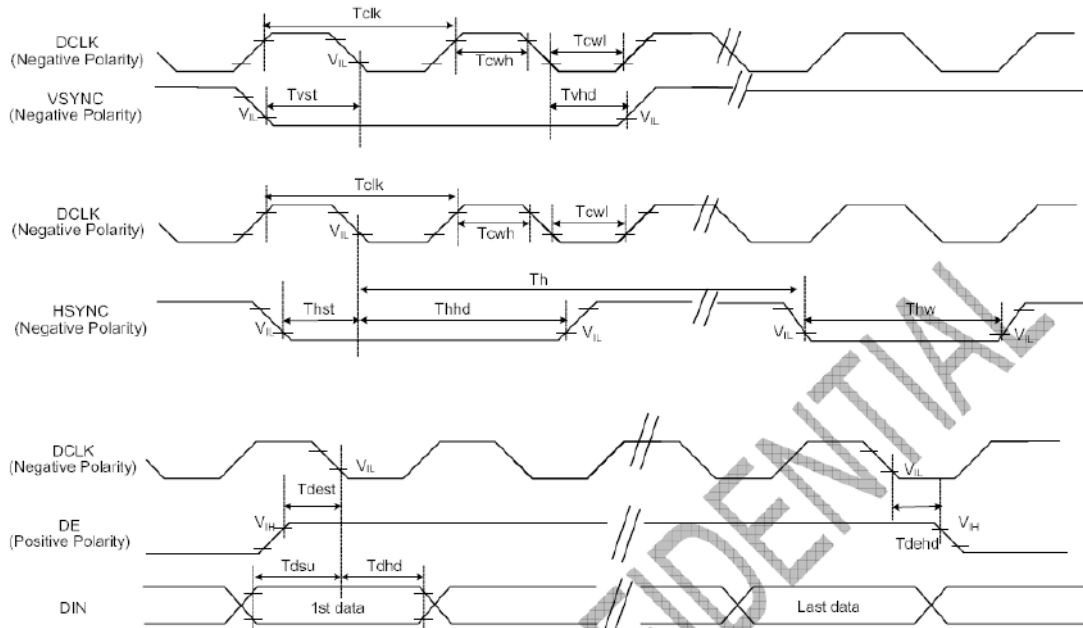 Tclk
DCLK
(Negative Polarity)
VIL
Tcwh
Tcwl
VSYNC
(Negative Polarity)
VIL
Tvst
Tvhd
VIL
Tclk
DCLK
(Negative Polarity)
VIL
Tcwh
Tcwl
Th
HSYNC
(Negative Polarity)
VIL
Thst
Thhd
VIL
VIL
Thw
VIL
DCLK
(Negative Polarity)
VIL
VIL
Tdest
DE
(Positive Polarity)
VIH
VIH
Tdehd
Tdsu
Tdhd
DIN
1st data
Last data
FIDENTIAL